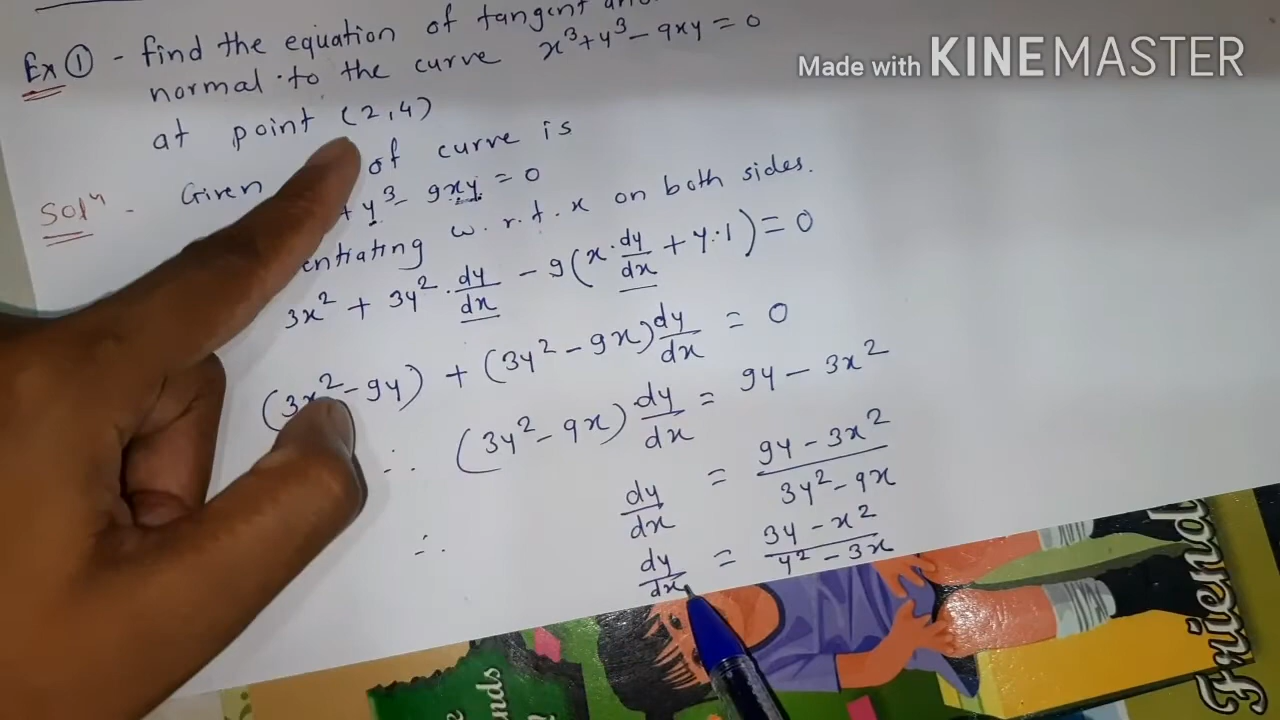 Made with KINEMASTER
Ex ① - find the equation of tangent
normal to the curve x³+y³-9xy=0
at point (2,4)
Solⁿ - Given of curve is
+ y³- 9xy = 0
entiating w.r.t. x on both sides.
3x² + 3y²·dy/dx - 9(x·dy/dx + y·1) = 0
(3x²-9y) + (3y²-9x)dy/dx = 0
∴ (3y²-9x) dy/dx = 9y - 3x²
∴ dy/dx = 9y-3x²/3y²-9x
dy/dx = 3y-x²/y²-3x
Friend
nds